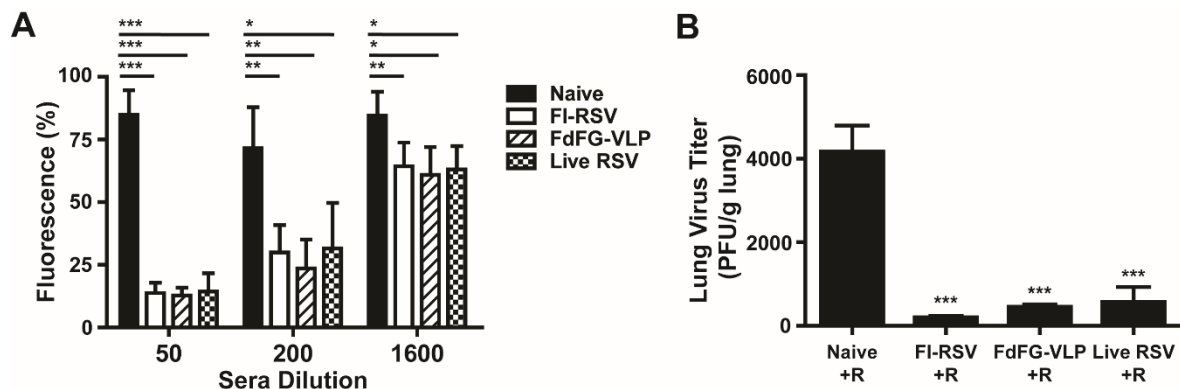 A
*** * *
*** ** *
*** ** **
100
75
50
25
0
Fluorescence (%)
50 200 1600
Sera Dilution
Naive
FI-RSV
FdFG-VLP
Live RSV
B
Lung Virus Titer
(PFU/g lung)
6000
4000
2000
0
*** *** ***
Naive FI-RSV FdFG-VLP Live RSV
+R +R +R +R